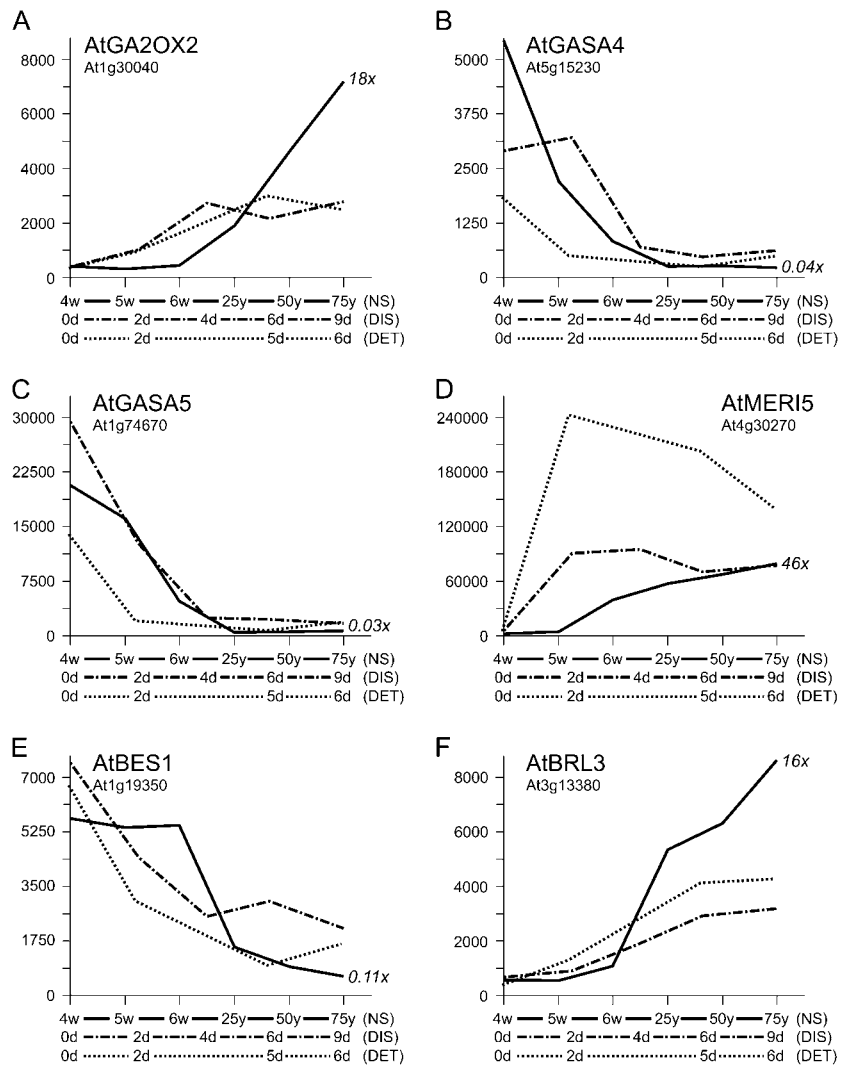 A
AtGA2OX2
At1g30040
8000
6000
4000
2000
0
18x
4w 5w 6w 25y 50y 75y (NS)
0d 2d 4d 6d 9d (DIS)
0d 2d 5d 6d (DET)
B
AtGASA4
At5g15230
5000
3750
2500
1250
0
0.04x
4w 5w 6w 25y 50y 75y (NS)
0d 2d 4d 6d 9d (DIS)
0d 2d 5d 6d (DET)
C
AtGASA5
At1g74670
30000
22500
15000
7500
0
0.03x
4w 5w 6w 25y 50y 75y (NS)
0d 2d 4d 6d 9d (DIS)
0d 2d 5d 6d (DET)
D
AtMERI5
At4g30270
240000
180000
120000
60000
0
46x
4w 5w 6w 25y 50y 75y (NS)
0d 2d 4d 6d 9d (DIS)
0d 2d 5d 6d (DET)
E
AtBES1
At1g19350
7000
5250
3500
1750
0
0.11x
4w 5w 6w 25y 50y 75y (NS)
0d 2d 4d 6d 9d (DIS)
0d 2d 5d 6d (DET)
F
AtBRL3
At3g13380
8000
6000
4000
2000
0
16x
4w 5w 6w 25y 50y 75y (NS)
0d 2d 4d 6d 9d (DIS)
0d 2d 5d 6d (DET)